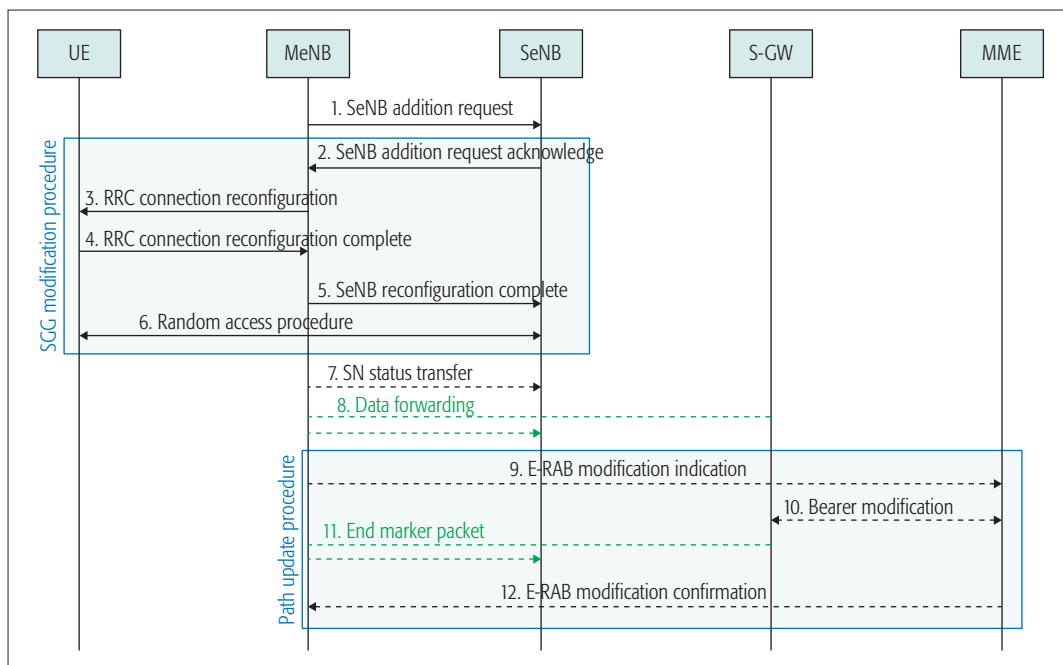 UE
MeNB
SeNB
S-GW
MME
1. SeNB addition request
SGG modification procedure
2. SeNB addition request acknowledge
3. RRC connection reconfiguration
4. RRC connection reconfiguration complete
5. SeNB reconfiguration complete
6. Random access procedure
7. SN status transfer
8. Data forwarding
Path update procedure
9. E-RAB modification indication
10. Bearer modification
11. End marker packet
12. E-RAB modification confirmation